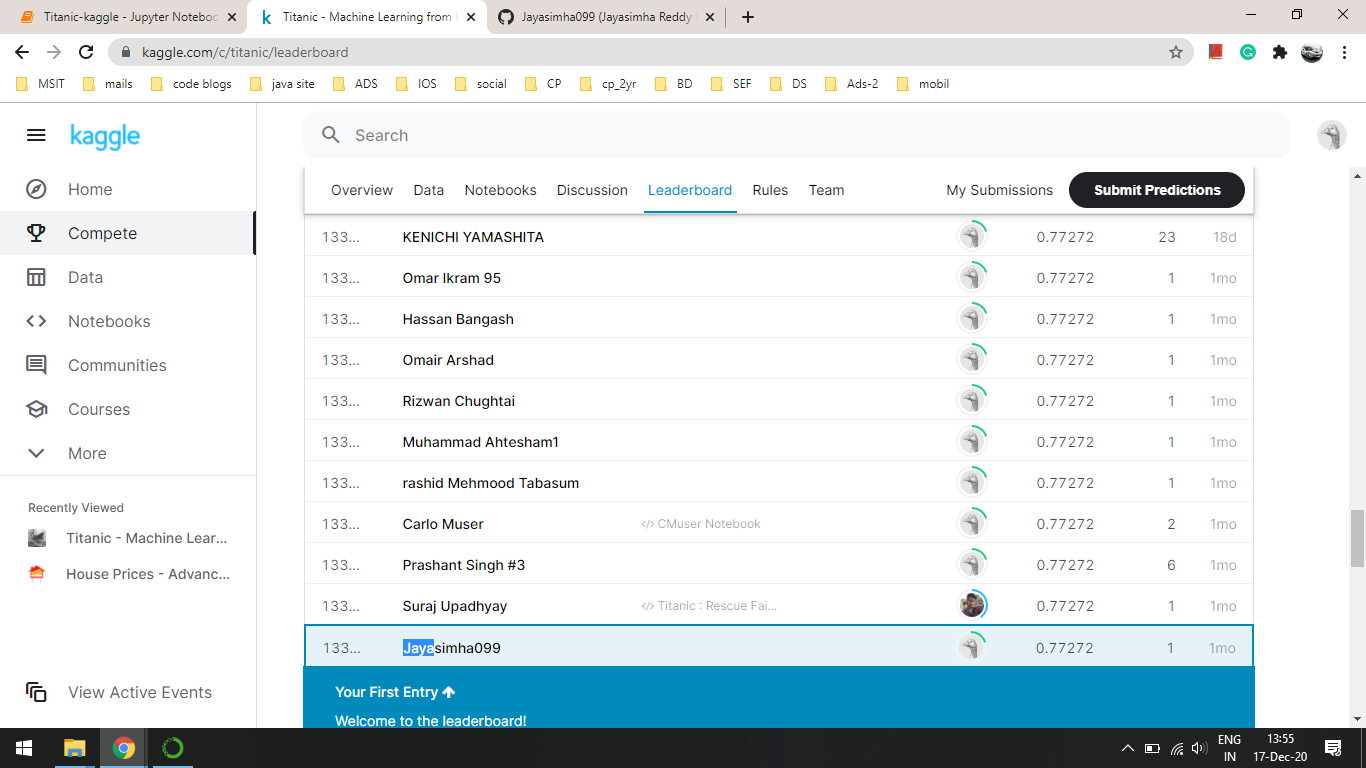 Titanic-kaggle - Jupyter Noteboo
Titanic - Machine Learning from
Jayasimha099 (Jayasimha Reddy
kaggle.com/c/titanic/leaderboard
MSIT mails code blogs java site ADS IOS social CP cp_2yr BD SEF DS Ads-2 mobil
kaggle
Search
Home
Compete
Data
Notebooks
Communities
Courses
More
Recently Viewed
Titanic - Machine Lear...
House Prices - Advanc...
View Active Events
Overview Data Notebooks Discussion Leaderboard Rules Team My Submissions Submit Predictions
133... KENICHI YAMASHITA 0.77272 23 18d
133... Omar Ikram 95 0.77272 1 1mo
133... Hassan Bangash 0.77272 1 1mo
133... Omair Arshad 0.77272 1 1mo
133... Rizwan Chughtai 0.77272 1 1mo
133... Muhammad Ahtesham1 0.77272 1 1mo
133... rashid Mehmood Tabasum 0.77272 1 1mo
133... Carlo Muser </> CMuser Notebook 0.77272 2 1mo
133... Prashant Singh #3 0.77272 6 1mo
133... Suraj Upadhyay </> Titanic : Rescue Fai... 0.77272 1 1mo
133... Jayasimha099 0.77272 1 1mo
Your First Entry ↑
Welcome to the leaderboard!
ENG
IN
13:55
17-Dec-20